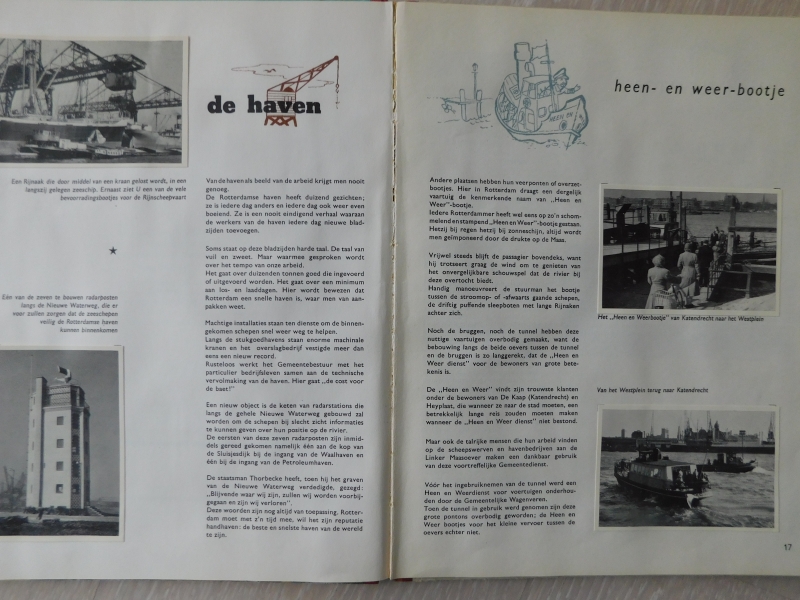 de haven
Een Rijnaak die door middel van een kraan gelost wordt, in een
langszij gelegen zeeschip. Ernaast ziet U een van de vele
bevoorradingsbootjes voor de Rijnscheepvaart
Eén van de zeven te bouwen radarposten
langs de Nieuwe Waterweg, die er
voor zullen zorgen dat de zeeschepen
veilig de Rotterdamse haven
kunnen binnenkomen
Van de haven als beeld van de arbeid krijgt men nooit
genoeg.
De Rotterdamse haven heeft duizend gezichten;
ze is iedere dag anders en iedere dag ook weer even
boeiend. Ze is een nooit eindigend verhaal waaraan
de werkers van de haven iedere dag nieuwe blad-
zijden toevoegen.
Soms staat op deze bladzijden harde taal. De taal van
vuil en zweet. Maar waarmee gesproken wordt
over het tempo van onze arbeid.
Het gaat over duizenden tonnen goed die ingevoerd
of uitgevoerd worden. Het gaat over een minimum
aan los- en laaddagen. Hier wordt bewezen dat
Rotterdam een snelle haven is, waar men van aan-
pakken weet.
Machtige installaties staan ten dienste om de binnen-
gekomen schepen snel weer weg te helpen.
Langs de stukgoedhavens staan enorme machinale
kranen en het overslagbedrijf vestigde meer dan
eens een nieuw record.
Rusteloos werkt het Gemeentebestuur met het
particulier bedrijfsleven samen aan de technische
vervolmaking van de haven. Hier gaat „de cost voor
de baet!”
Een nieuw object is de keten van radarstations die
langs de gehele Nieuwe Waterweg gebouwd zal
worden om de schepen bij slecht zicht informaties
te kunnen geven over hun positie op de rivier.
De eersten van deze zeven radarposten zijn inmid-
dels gereed gekomen namelijk één aan de kop van
de Sluisjesdijk bij de ingang van de Waalhaven en
één bij de ingang van de Petroleumhaven.
De staatsman Thorbecke heeft, toen hij het graven
van de Nieuwe Waterweg verdedigde, gezegd:
„Blijvende waar wij zijn, zullen wij worden voorbij-
gegaan en zijn wij verloren”.
Deze woorden zijn nog altijd van toepassing. Rotter-
dam moet met z'n tijd mee, wil het zijn reputatie
handhaven: de beste en snelste haven van de wereld
te zijn.
heen- en weer-bootje
HEEN EN
Andere plaatsen hebben hun veerponten of overzet-
bootjes. Hier in Rotterdam draagt een dergelijk
vaartuig de kenmerkende naam van „Heen en
Weer”-bootje.
Iedere Rotterdammer heeft wel eens op zo'n schom-
melend en stampend „Heen en Weer”-bootje gestaan.
Hetzij bij regen hetzij bij zonneschijn, altijd wordt
men geïmponeerd door de drukte op de Maas.
Vrijwel steeds blijft de passagier bovendeks, want
hij trotseert graag de wind om te genieten van
het onvergelijkbare schouwspel dat de rivier bij
deze overtocht biedt.
Handig manoeuvreert de stuurman het bootje
tussen de stroomop- of -afwaarts gaande schepen,
de driftig puffende sleepboten met lange Rijnaken
achter zich.
Noch de bruggen, noch de tunnel hebben deze
nuttige vaartuigen overbodig gemaakt, want de
bebouwing langs de beide oevers tussen de tunnel
en de bruggen is zo langgerekt, dat de „Heen en
Weer dienst” voor de bewoners van grote bete-
kenis is.
De „Heen en Weer” vindt zijn trouwste klanten
onder de bewoners van De Kaap (Katendrecht) en
Heyplaat, die wanneer ze naar de stad moeten, een
betrekkelijk lange reis zouden moeten maken
wanneer de „Heen en Weer dienst” niet bestond.
Maar ook de talrijke mensen die hun arbeid vinden
op de scheepswerven en havenbedrijven aan de
Linker Maasoever maken een dankbaar gebruik
van deze voortreffelijke Gemeentedienst.
Vóór het ingebruiknemen van de tunnel werd een
Heen en Weerdienst voor voertuigen onderhou-
den door de Gemeentelijke Wagenveren.
Toen de tunnel in gebruik werd genomen zijn deze
grote pontons overbodig geworden; de Heen en
Weer bootjes voor het kleine vervoer tussen de
oevers echter niet.
Het „Heen en Weerbootje” van Katendrecht naar het Westplein
Van het Westplein terug naar Katendrecht
17